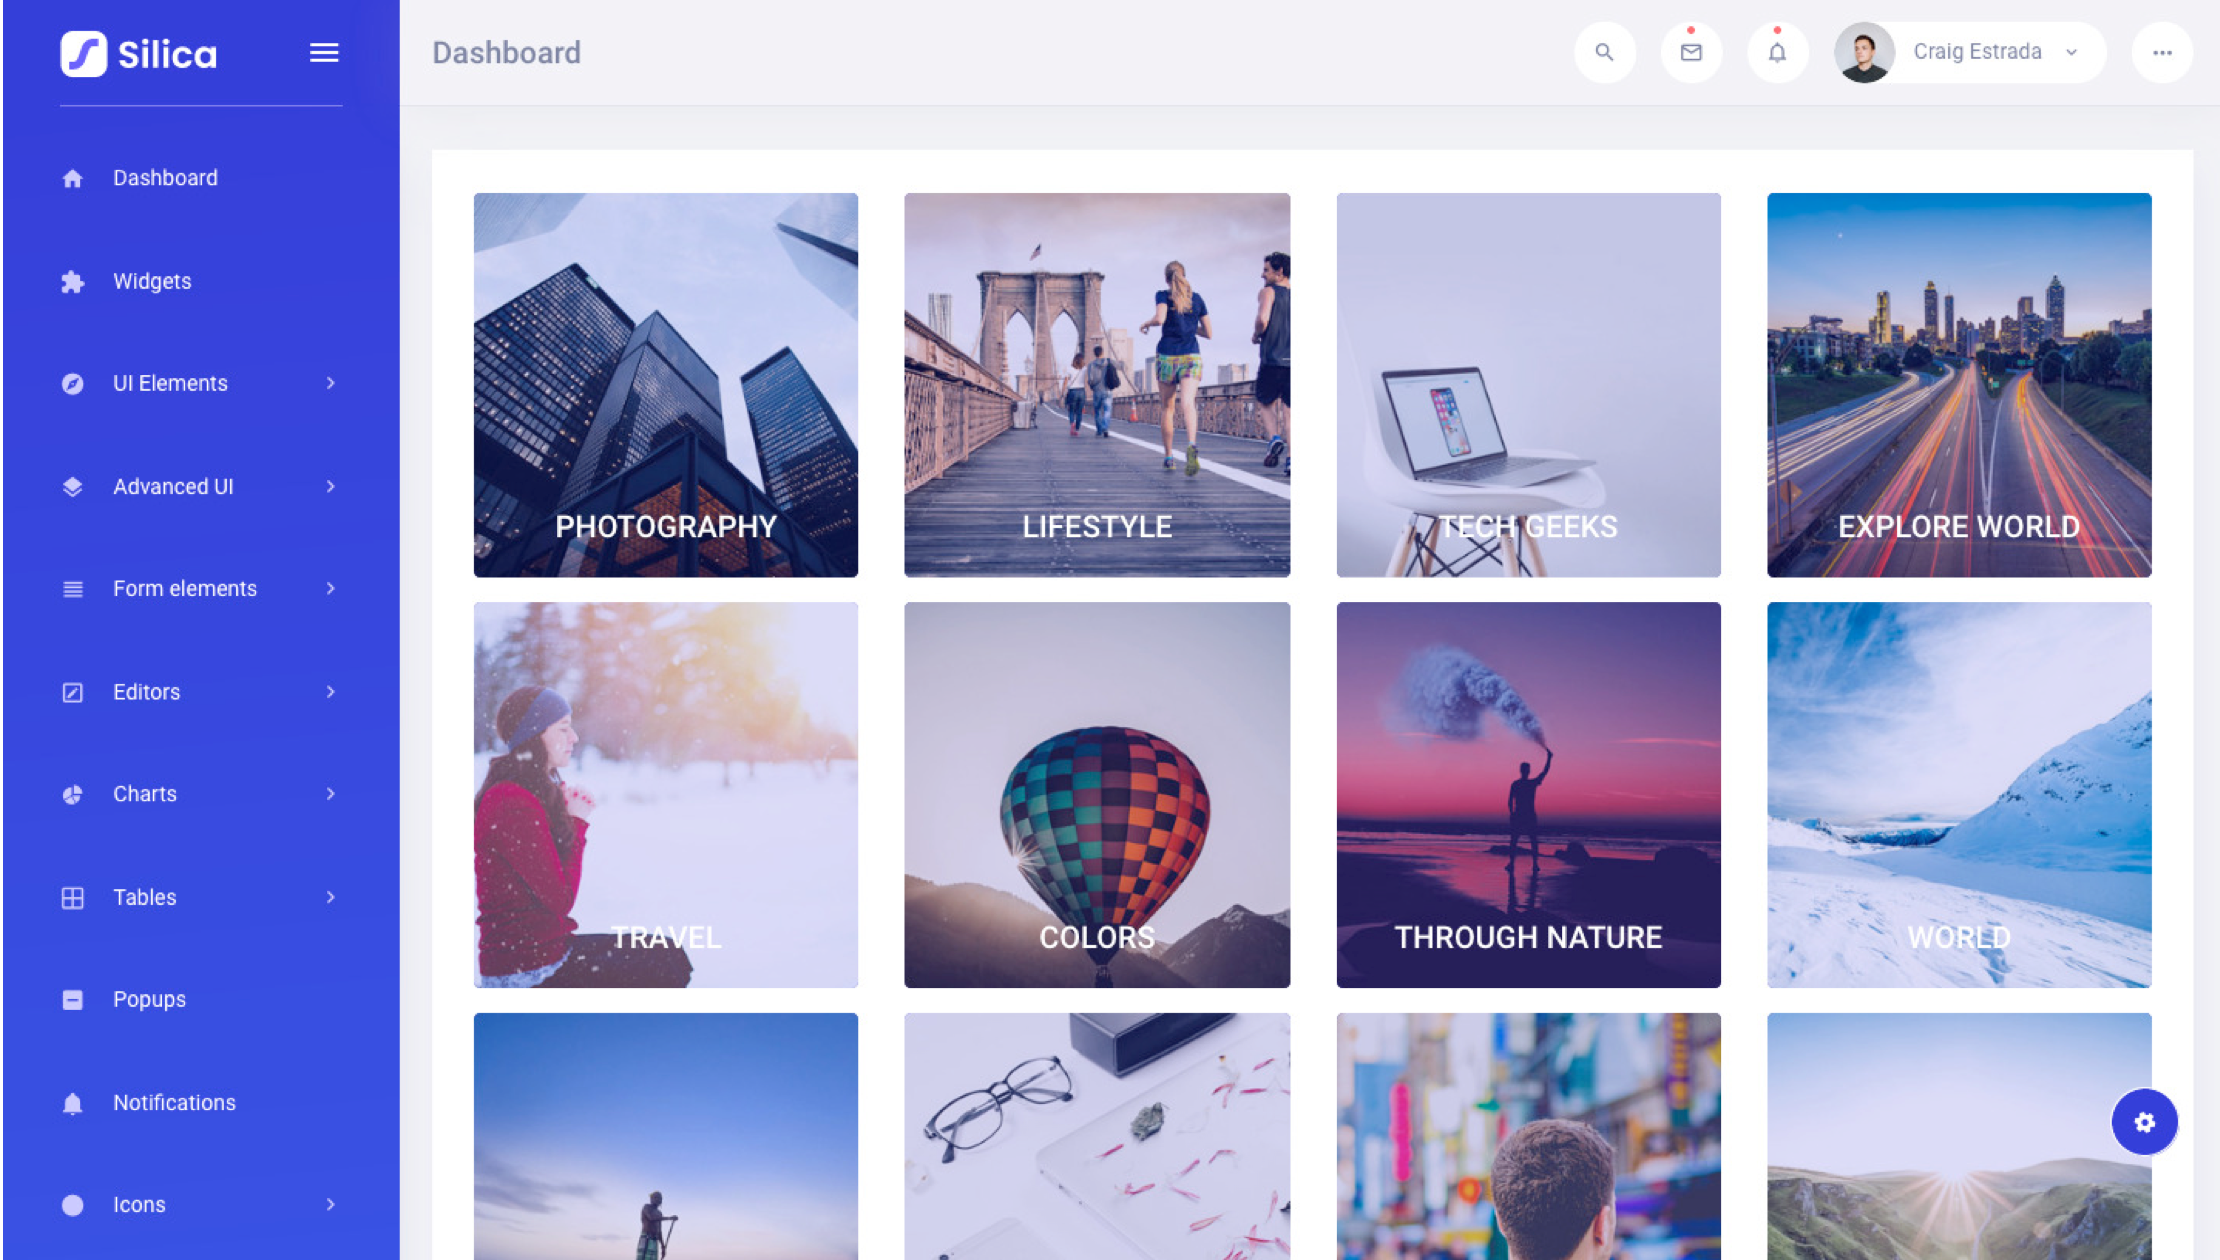 Silica
Dashboard
Craig Estrada
Dashboard
Widgets
UI Elements
Advanced UI
Form elements
Editors
Charts
Tables
Popups
Notifications
Icons
PHOTOGRAPHY
LIFESTYLE
TECH GEEKS
EXPLORE WORLD
TRAVEL
COLORS
THROUGH NATURE
WORLD